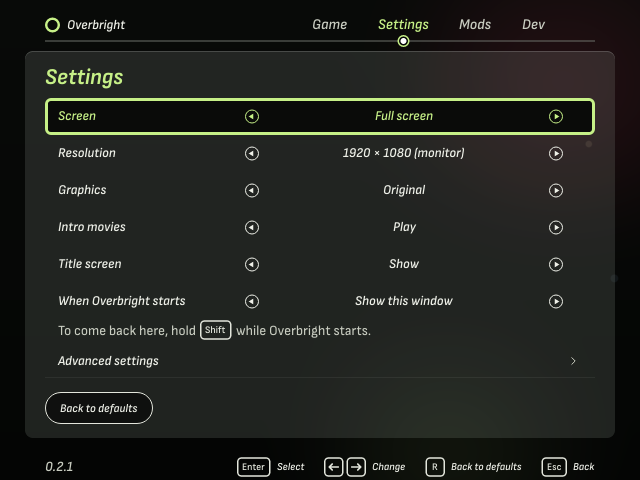 Overbright
Game Settings Mods Dev
Settings
Screen Full screen
Resolution 1920 × 1080 (monitor)
Graphics Original
Intro movies Play
Title screen Show
When Overbright starts Show this window
To come back here, hold Shift while Overbright starts.
Advanced settings
Back to defaults
0.2.1 Enter Select ← → Change R Back to defaults Esc Back